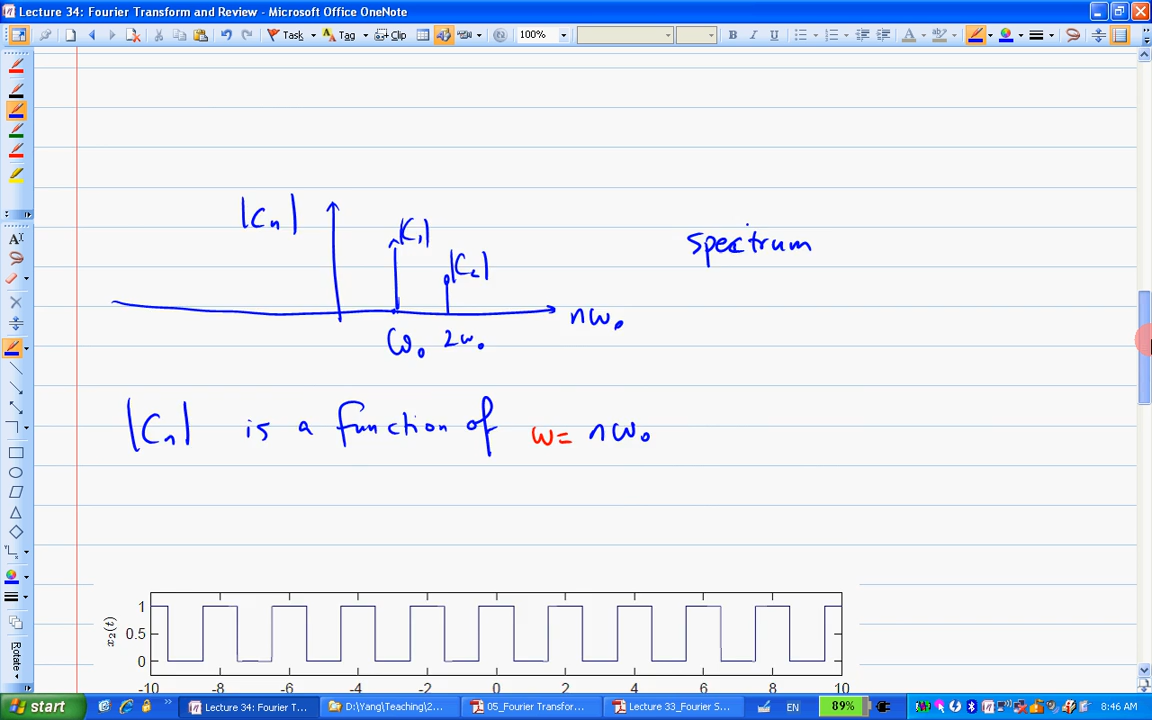 Lecture 34: Fourier Transform and Review - Microsoft Office OneNote
Task Tag Clip 100% B I U
|Cn|
|C1|
|C2|
spectrum
nω₀
ω₀ 2ω₀
|Cn| is a function of ω= nω₀
x₂(t)
1
0.5
0
-10 -8 -6 -4 -2 0 2 4 6 8 10
Rotate
start
Lecture 34: Fourier T...
D:\Yang\Teaching\2...
05_Fourier Transfor...
Lecture 33_Fourier S...
EN
89%
8:46 AM